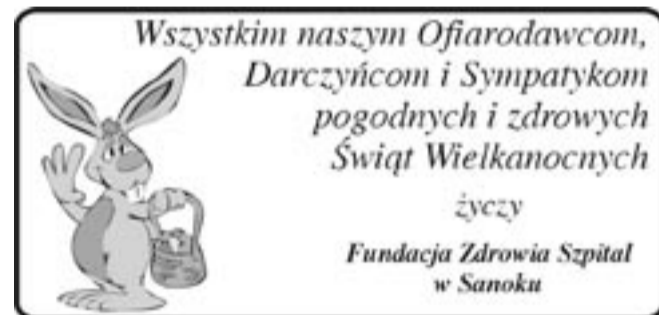 Wszystkim naszym Ofiarodawcom,
Darczyńcom i Sympatykom
pogodnych i zdrowych
Świąt Wielkanocnych
życzy
Fundacja Zdrowia Szpital
w Sanoku